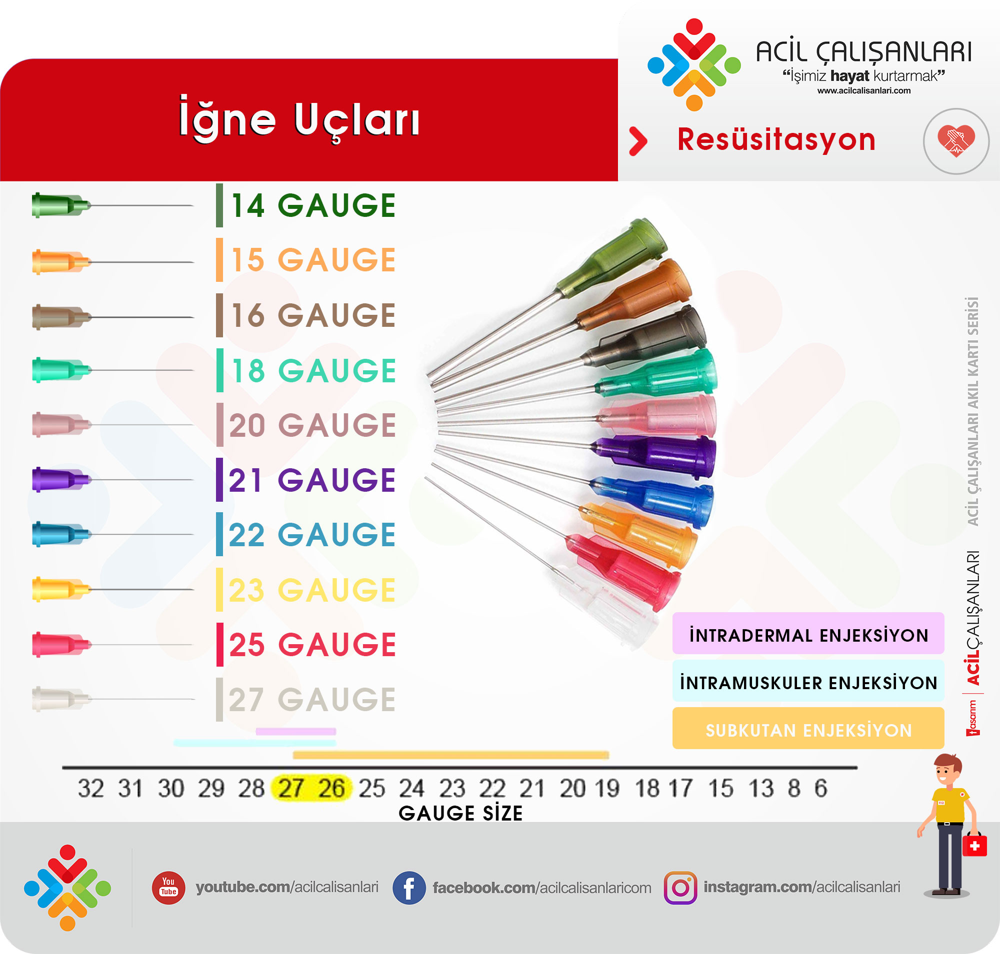 ACİL ÇALIŞANLARI
“İşimiz hayat kurtarmak”
www.acilcalisanlari.com
İğne Uçları
Resüsitasyon
14 GAUGE
15 GAUGE
16 GAUGE
18 GAUGE
20 GAUGE
21 GAUGE
22 GAUGE
23 GAUGE
25 GAUGE
27 GAUGE
İNTRADERMAL ENJEKSİYON
İNTRAMUSKULER ENJEKSİYON
SUBKUTAN ENJEKSİYON
32 31 30 29 28 27 26 25 24 23 22 21 20 19 18 17 15 13 8 6
GAUGE SİZE
ACİL ÇALIŞANLARI AKIL KARTI SERİSİ
tasarım | ACİLÇALIŞANLARI
112
You Tube youtube.com/acilcalisanlari
f facebook.com/acilcalisanlaricom
instagram.com/acilcalisanlari